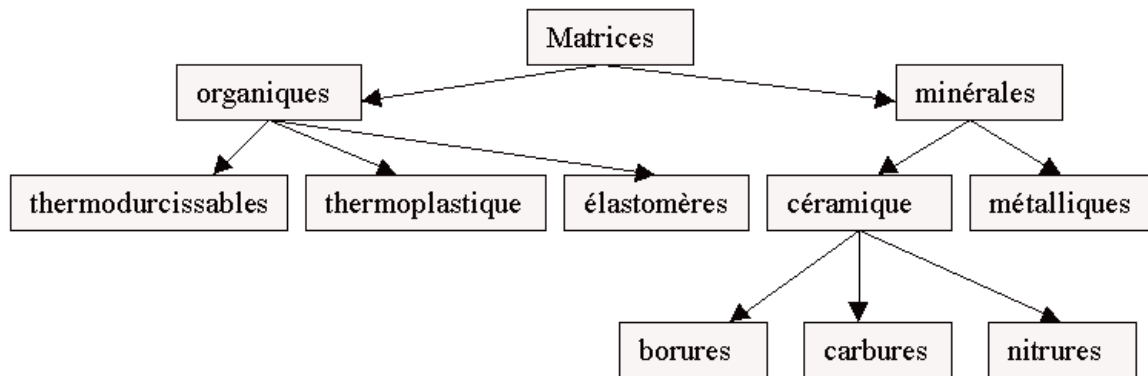 Matrices
organiques
minérales
thermodurcissables
thermoplastique
élastomères
céramique
métalliques
borures
carbures
nitrures